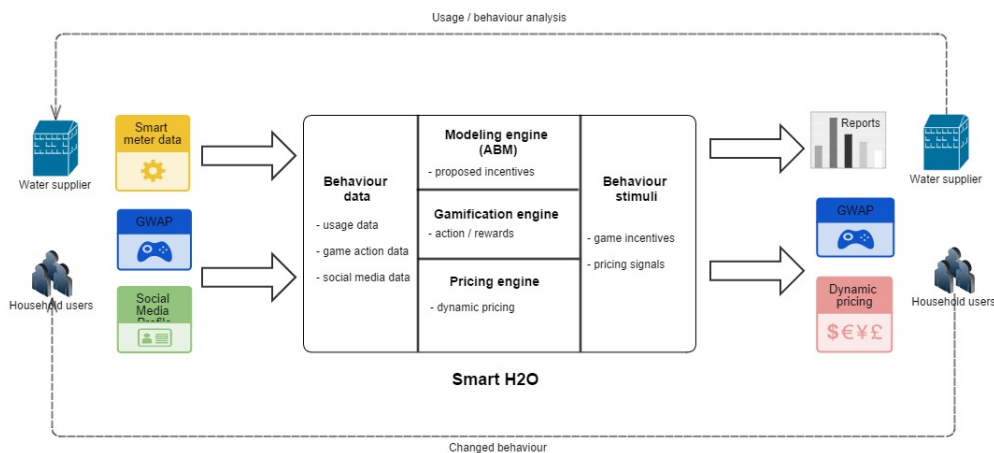 Usage / behaviour analysis
Smart
meter data
Water supplier
GWAP
Household users
Social
Media
Profile
Behaviour
data
- usage data
- game action data
- social media data
Modeling engine
(ABM)
- proposed incentives
Gamification engine
- action / rewards
Pricing engine
- dynamic pricing
Behaviour
stimuli
- game incentives
- pricing signals
Smart H2O
Reports
Water supplier
GWAP
Household users
Dynamic
pricing
$€¥£
Changed behaviour